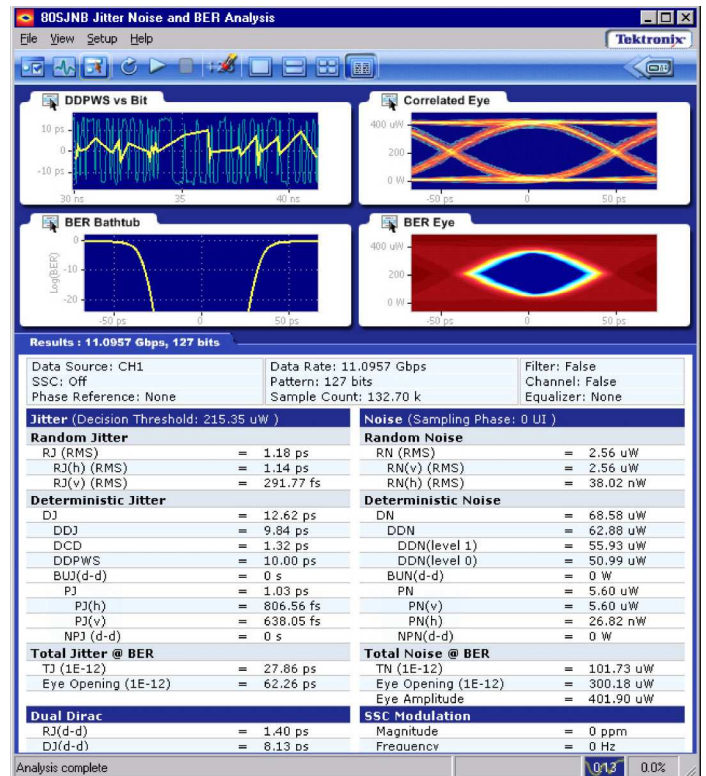 80SJNB Jitter Noise and BER Analysis
File View Setup Help
Tektronix
DDPWS vs Bit
10 ps
0
-10 ps
30 ns 35 40 ns
Correlated Eye
400 uW
200
0 W
-50 ps 0 50 ps
BER Bathtub
Log(BER)
0
-10
-20
-50 ps 0 50 ps
BER Eye
400 uW
200
0 W
-50 ps 0 50 ps
Results : 11.0957 Gbps, 127 bits
Data Source: CH1
SSC: Off
Phase Reference: None
Data Rate: 11.0957 Gbps
Pattern: 127 bits
Sample Count: 132.70 k
Filter: False
Channel: False
Equalizer: None
Jitter (Decision Threshold: 215.35 uW )
Random Jitter
RJ (RMS) = 1.18 ps
RJ(h) (RMS) = 1.14 ps
RJ(v) (RMS) = 291.77 fs
Deterministic Jitter
DJ = 12.62 ps
DDJ = 9.84 ps
DCD = 1.32 ps
DDPWS = 10.00 ps
BUJ(d-d) = 0 s
PJ = 1.03 ps
PJ(h) = 806.56 fs
PJ(v) = 638.05 fs
NPJ (d-d) = 0 s
Total Jitter @ BER
TJ (1E-12) = 27.86 ps
Eye Opening (1E-12) = 62.26 ps
Dual Dirac
RJ(d-d) = 1.40 ps
DJ(d-d) = 8.13 ps
Noise (Sampling Phase: 0 UI )
Random Noise
RN (RMS) = 2.56 uW
RN(v) (RMS) = 2.56 uW
RN(h) (RMS) = 38.02 nW
Deterministic Noise
DN = 68.58 uW
DDN = 62.88 uW
DDN(level 1) = 55.93 uW
DDN(level 0) = 50.99 uW
BUN(d-d) = 0 W
PN = 5.60 uW
PN(v) = 5.60 uW
PN(h) = 26.82 nW
NPN(d-d) = 0 W
Total Noise @ BER
TN (1E-12) = 101.73 uW
Eye Opening (1E-12) = 300.18 uW
Eye Amplitude = 401.90 uW
SSC Modulation
Magnitude = 0 ppm
Frequency = 0 Hz
Analysis complete
0:13 0.0%